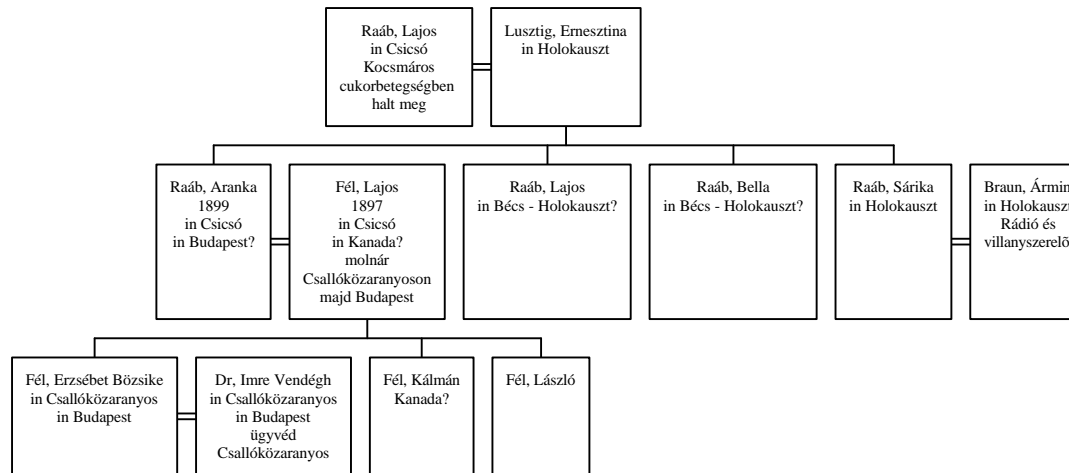 Raáb, Lajos
in Csicsó
Kocsmáros
cukorbetegségben
halt meg
Lusztig, Ernesztina
in Holokauszt
Raáb, Aranka
1899
in Csicsó
in Budapest?
Fél, Lajos
1897
in Csicsó
in Kanada?
molnár
Csallóközaranyoson
majd Budapest
Raáb, Lajos
in Bécs - Holokauszt?
Raáb, Bella
in Bécs - Holokauszt?
Raáb, Sárika
in Holokauszt
Braun, Ármin
in Holokauszt
Rádió és
villanyszerelõ
Fél, Erzsébet Bözsike
in Csallóközaranyos
in Budapest
Dr, Imre Vendégh
in Csallóközaranyos
in Budapest
ügyvéd
Csallóközaranyos
Fél, Kálmán
Kanada?
Fél, László